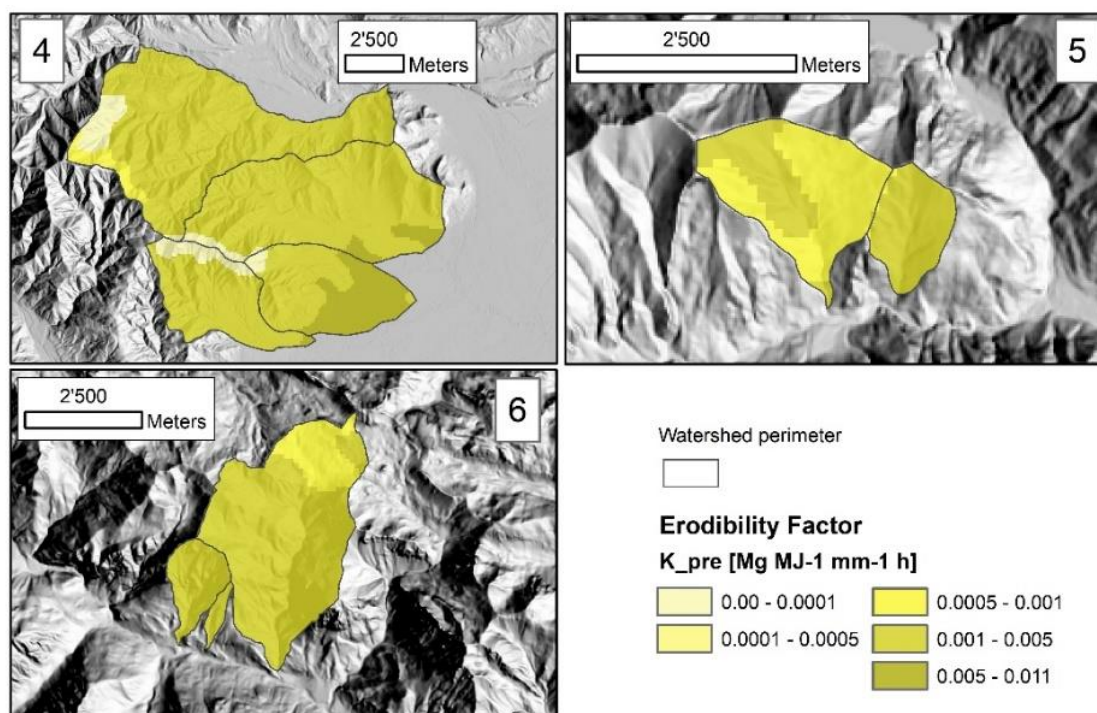 4
2'500
Meters
2'500
Meters
5
2'500
Meters
6
Watershed perimeter
Erodibility Factor
K_pre [Mg MJ-1 mm-1 h]
0.00 - 0.0001
0.0005 - 0.001
0.0001 - 0.0005
0.001 - 0.005
0.005 - 0.011